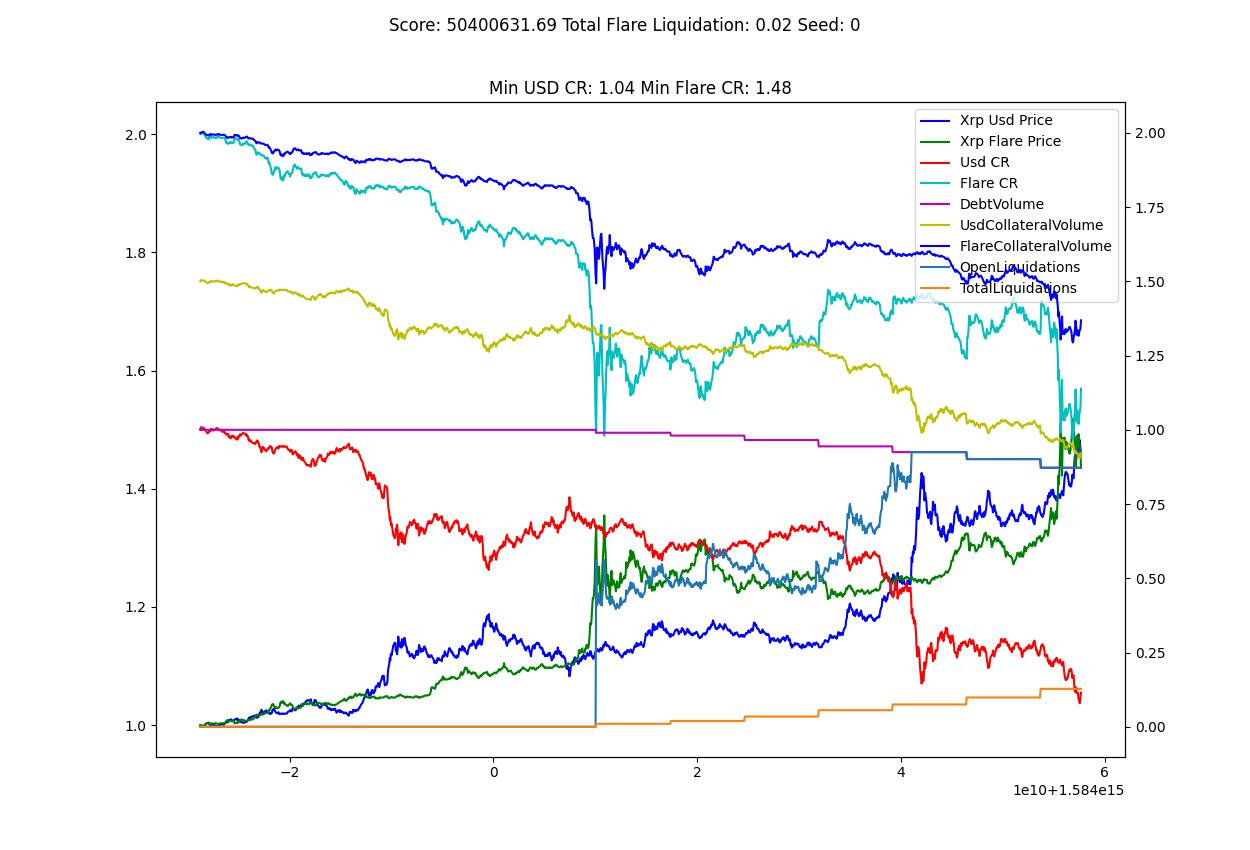 Score: 50400631.69 Total Flare Liquidation: 0.02 Seed: 0
Min USD CR: 1.04 Min Flare CR: 1.48
Xrp Usd Price
Xrp Flare Price
Usd CR
Flare CR
DebtVolume
UsdCollateralVolume
FlareCollateralVolume
OpenLiquidations
TotalLiquidations
2.0
1.8
1.6
1.4
1.2
1.0
2.00
1.75
1.50
1.25
1.00
0.75
0.50
0.25
0.00
−2
0
2
4
6
1e10+1.584e15